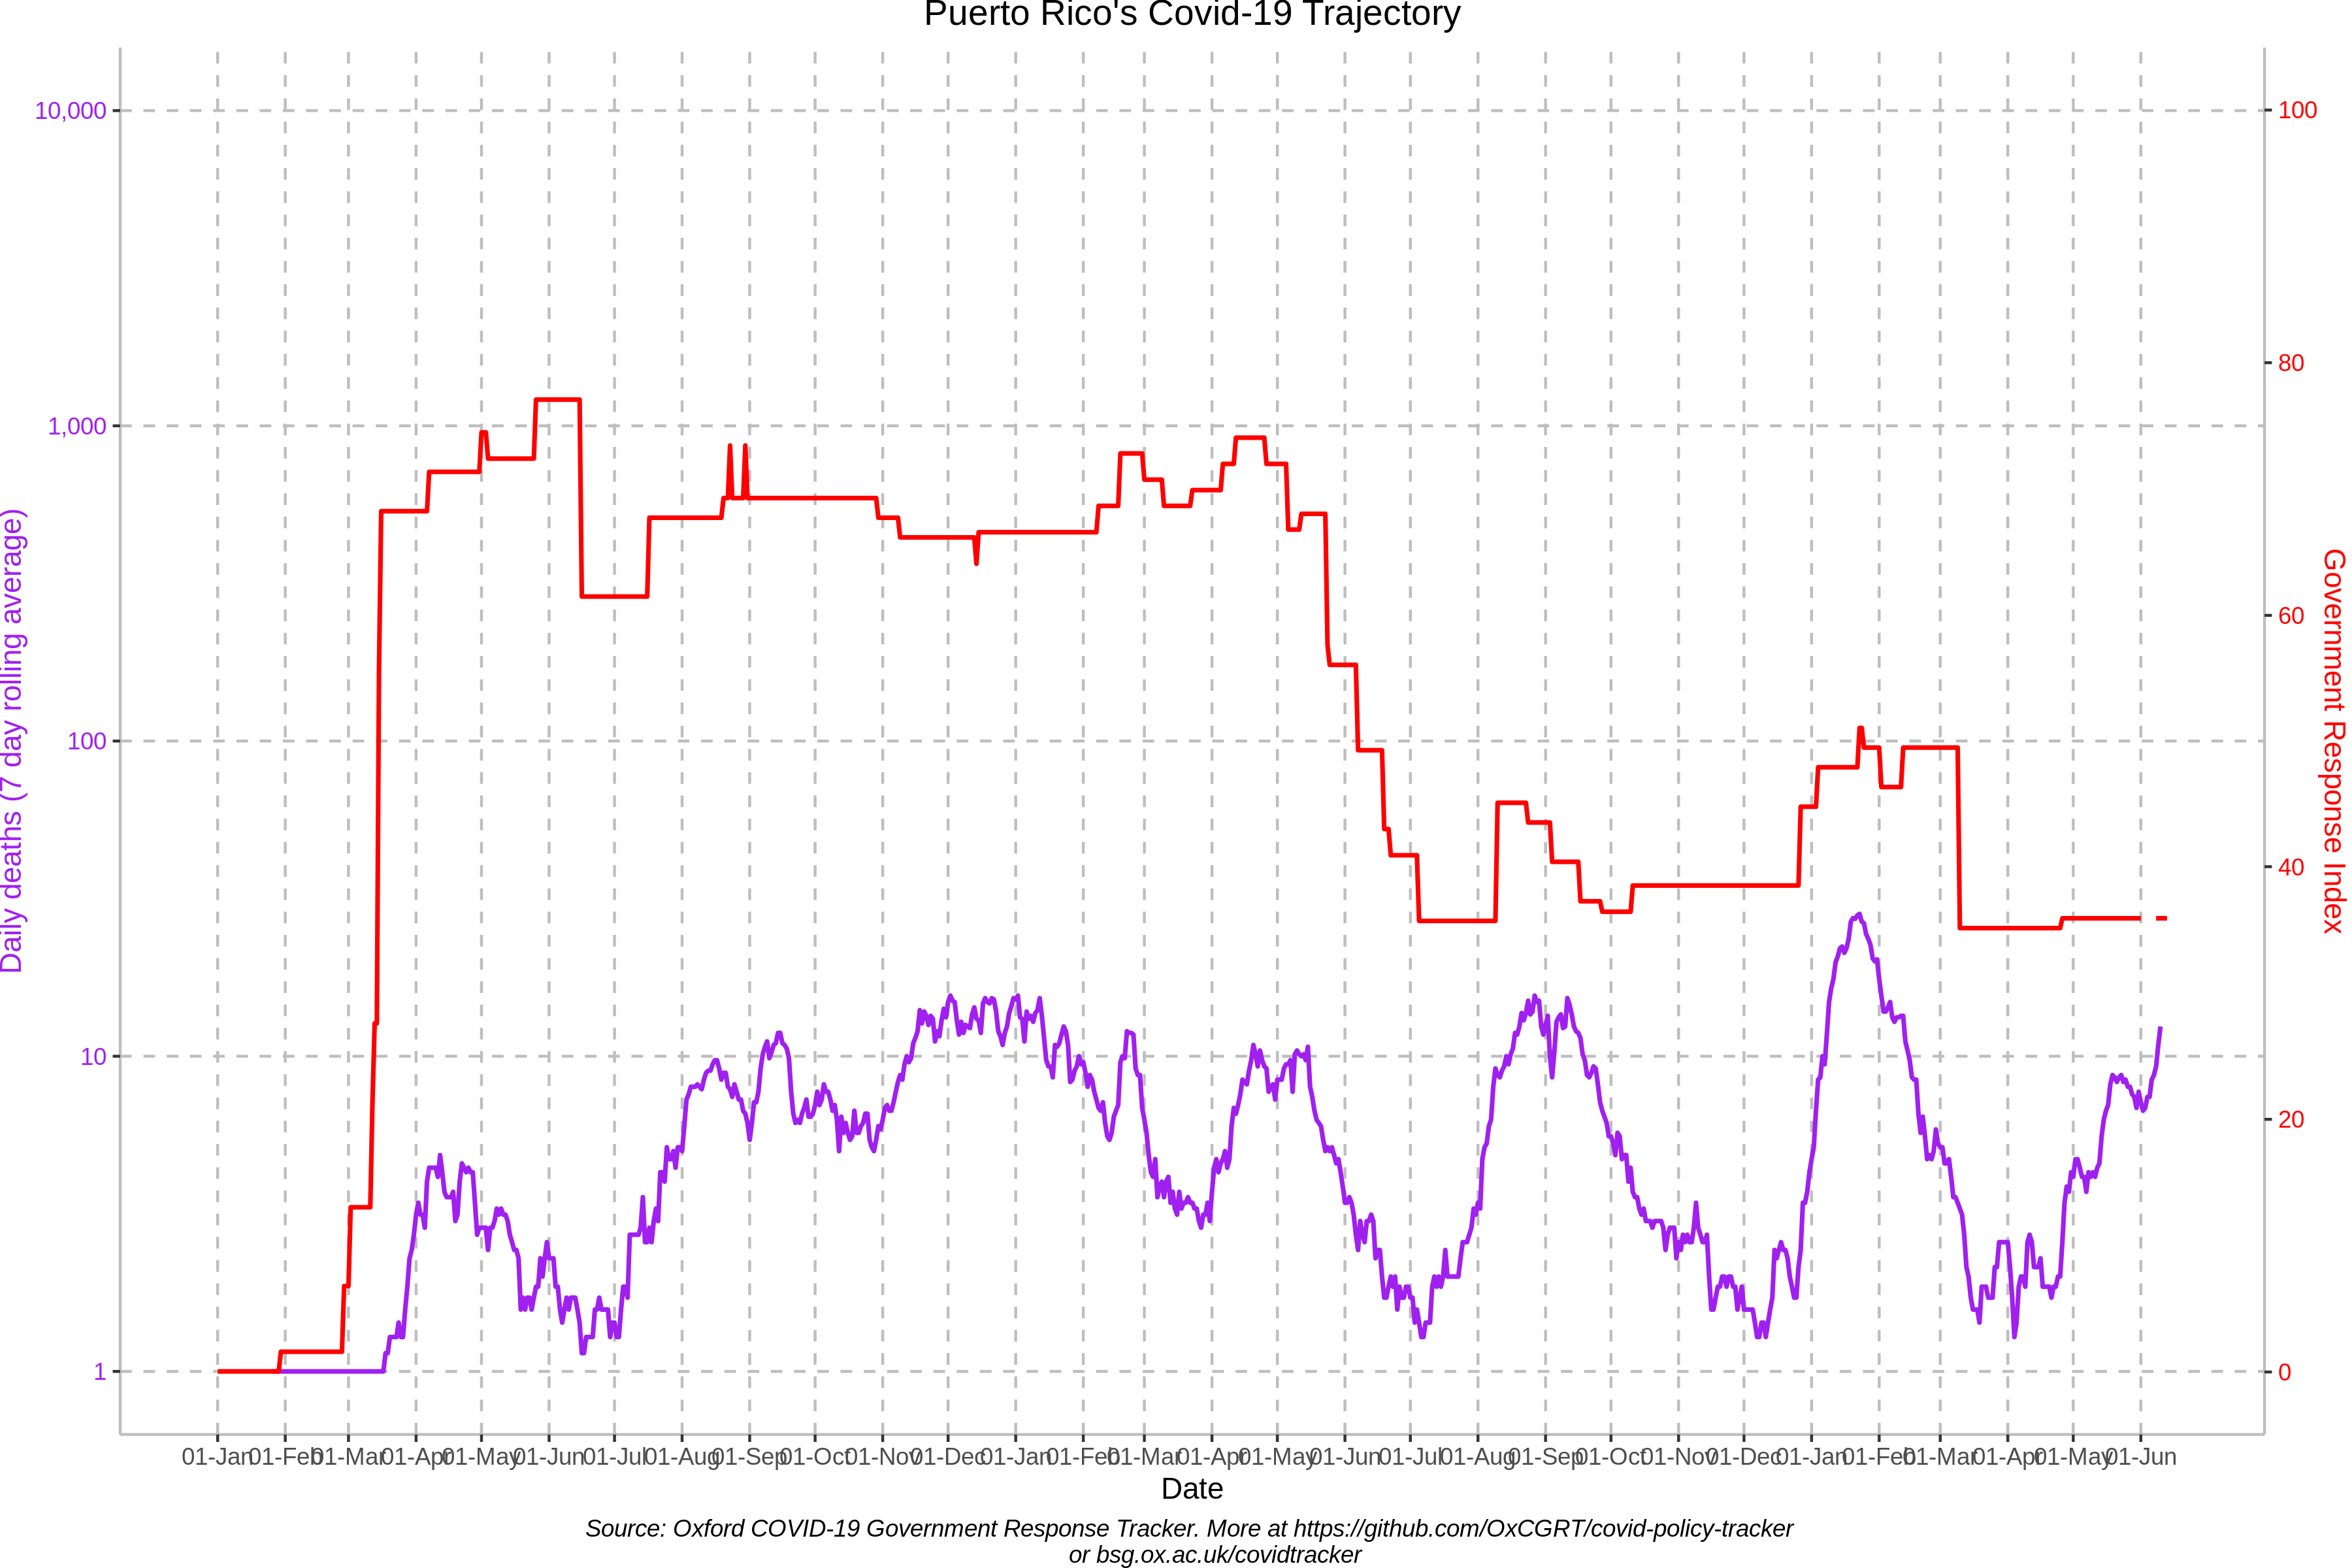 Puerto Rico's Covid-19 Trajectory
10,000
1,000
100
10
1
Daily deaths (7 day rolling average)
100
80
60
40
20
0
Government Response Index
01-Jan 01-Feb 01-Mar 01-Apr 01-May 01-Jun 01-Jul 01-Aug 01-Sep 01-Oct 01-Nov 01-Dec 01-Jan 01-Feb 01-Mar 01-Apr 01-May 01-Jun 01-Jul 01-Aug 01-Sep 01-Oct 01-Nov 01-Dec 01-Jan 01-Feb 01-Mar 01-Apr 01-May 01-Jun
Date
Source: Oxford COVID-19 Government Response Tracker. More at https://github.com/OxCGRT/covid-policy-tracker
or bsg.ox.ac.uk/covidtracker